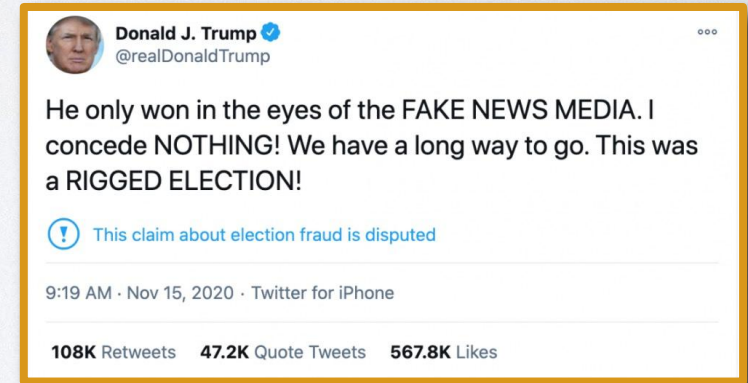 Donald J. Trump
@realDonaldTrump
He only won in the eyes of the FAKE NEWS MEDIA. I
concede NOTHING! We have a long way to go. This was
a RIGGED ELECTION!
This claim about election fraud is disputed
9:19 AM · Nov 15, 2020 · Twitter for iPhone
108K Retweets 47.2K Quote Tweets 567.8K Likes